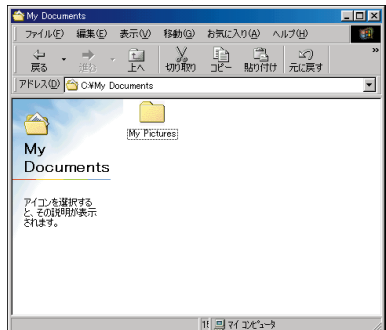 My Documents
ファイル(F) 編集(E) 表示(V) 移動(G) お気に入り(A) ヘルプ(H)
戻る 進む 上へ 切り取り コピー 貼り付け 元に戻す »
アドレス(D) C:¥My Documents
My Pictures
My
Documents
アイコンを選択する
と、その説明が表示
されます。
マイ コンピュータ